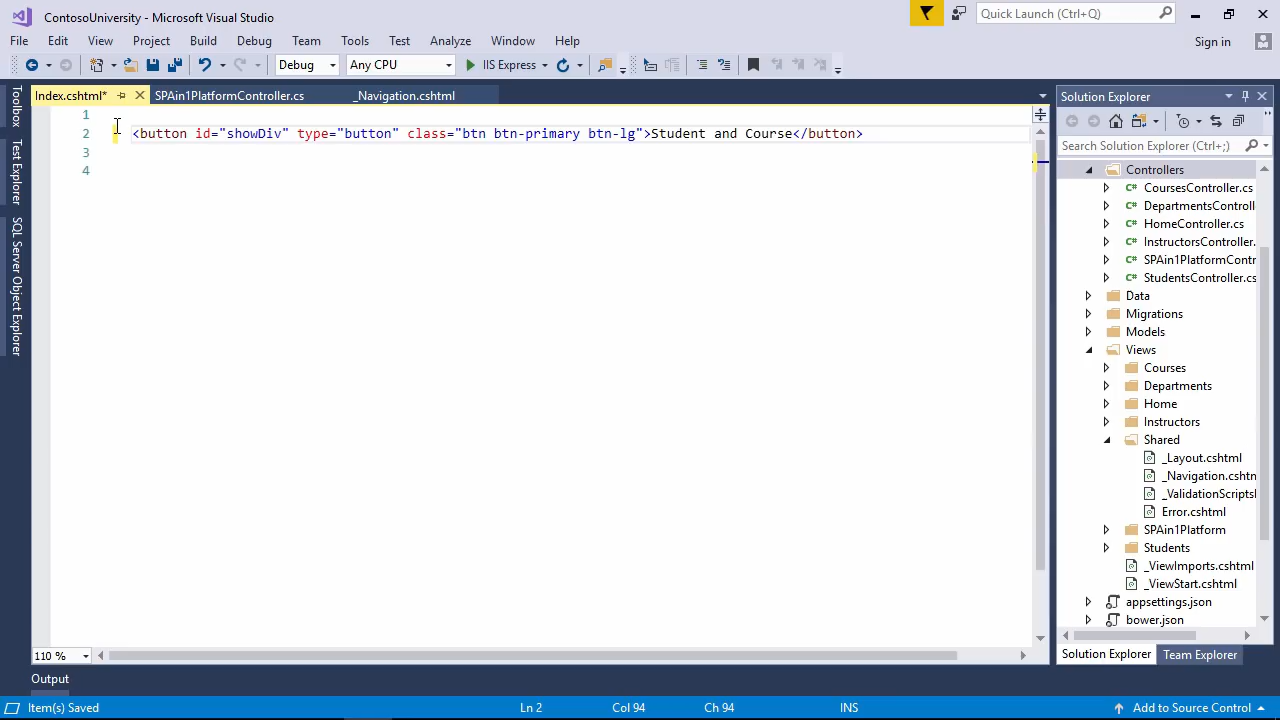 ContosoUniversity - Microsoft Visual Studio
Quick Launch (Ctrl+Q)
File Edit View Project Build Debug Team Tools Test Analyze Window Help
Sign in
Debug Any CPU IIS Express
Index.cshtml* SPAin1PlatformController.cs _Navigation.cshtml
Toolbox
Test Explorer
SQL Server Object Explorer
1
2 <button id="showDiv" type="button" class="btn btn-primary btn-lg">Student and Course</button>
3
4
110 %
Solution Explorer
Search Solution Explorer (Ctrl+;)
Controllers
C# CoursesController.cs
C# DepartmentsControll
C# HomeController.cs
C# InstructorsController.
C# SPAin1PlatformContr
C# StudentsController.cs
Data
Migrations
Models
Views
Courses
Departments
Home
Instructors
Shared
_Layout.cshtml
_Navigation.cshtn
_ValidationScripts
Error.cshtml
SPAin1Platform
Students
_ViewImports.cshtml
_ViewStart.cshtml
appsettings.json
bower.json
Solution Explorer Team Explorer
Output
Item(s) Saved Ln 2 Col 94 Ch 94 INS Add to Source Control